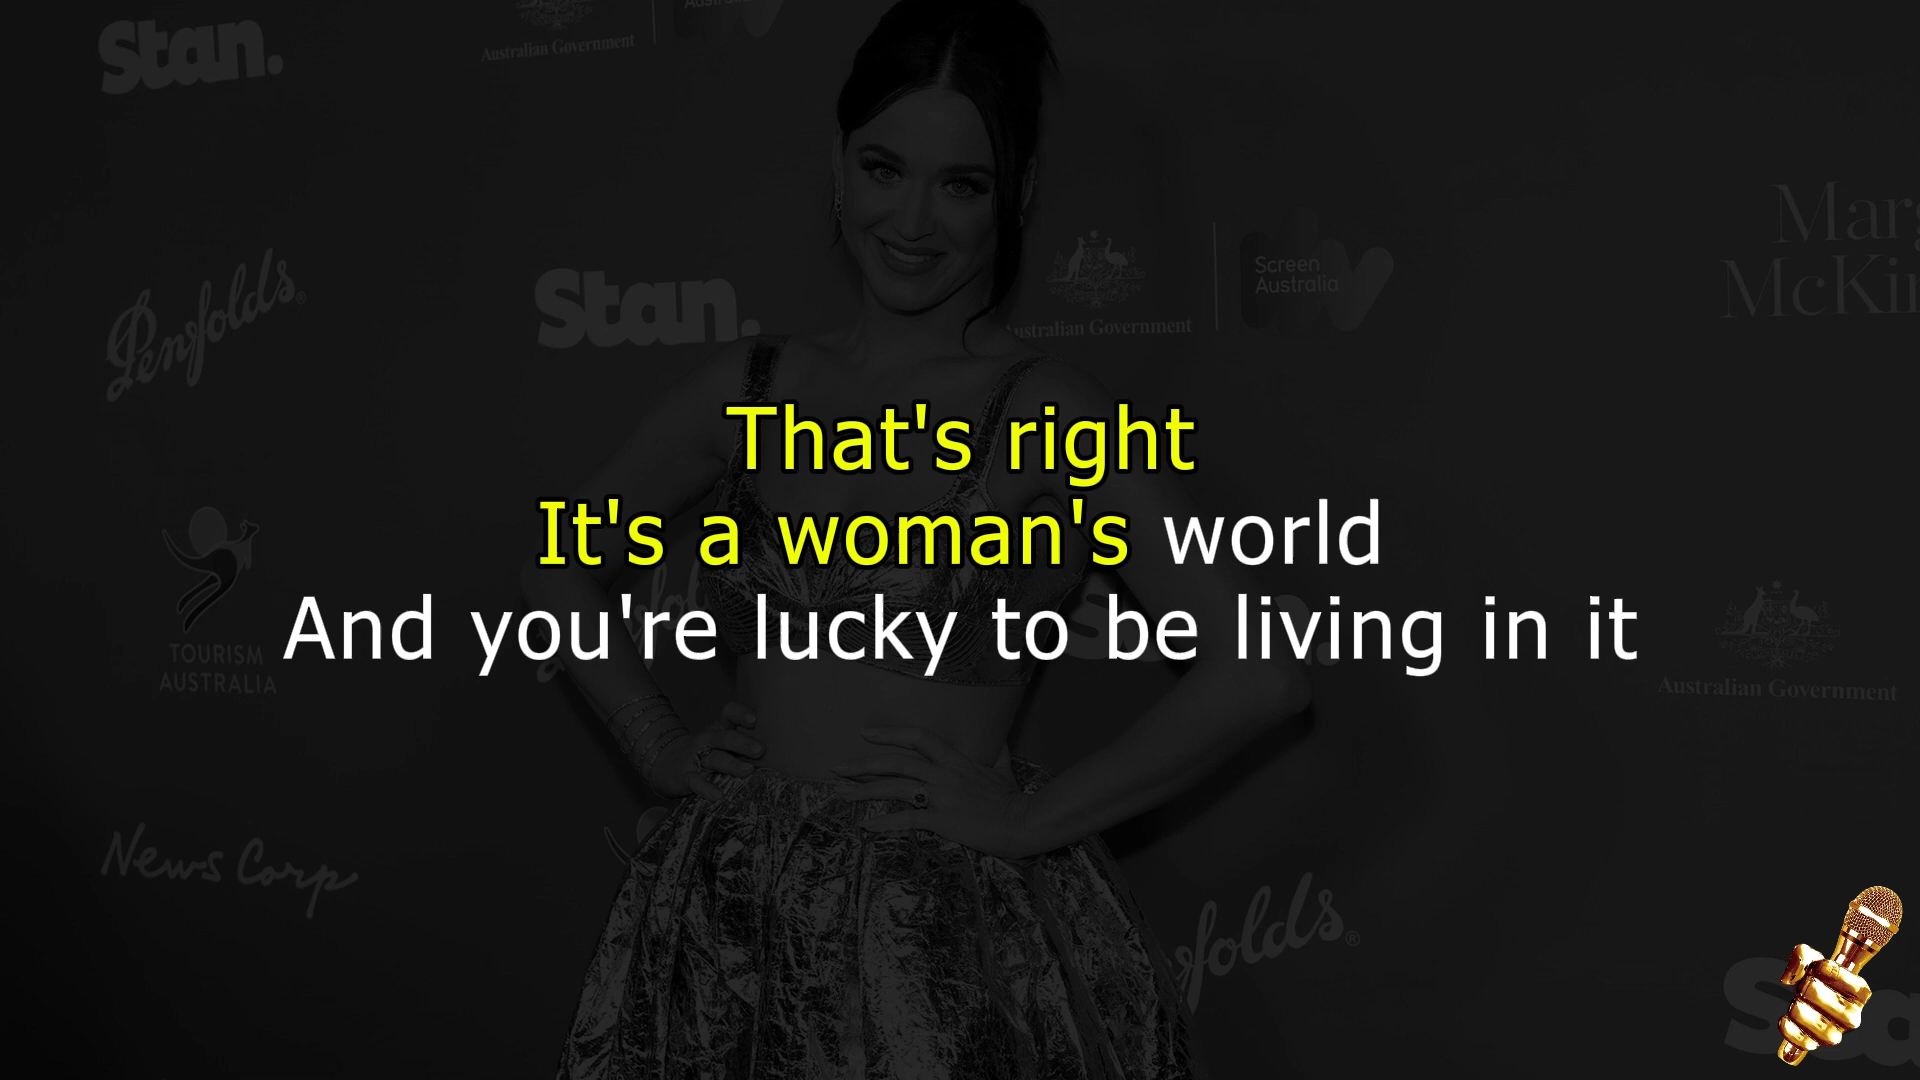 Stan.
Australian Government
Penfolds®
Stan.
Australian Government
Screen
Australia
That's right
It's a woman's world
And you're lucky to be living in it
TOURISM
AUSTRALIA
Australian Government
News Corp